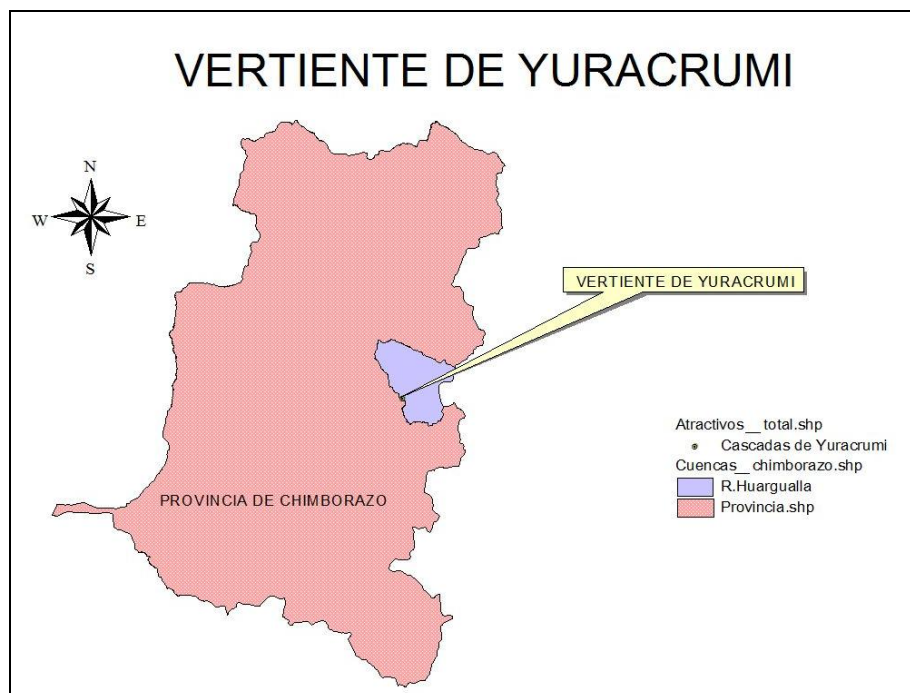 VERTIENTE DE YURACRUMI
N
W E
S
VERTIENTE DE YURACRUMI
Atractivos__total.shp
Cascadas de Yuracrumi
Cuencas__chimborazo.shp
R.Huargualla
Provincia.shp
PROVINCIA DE CHIMBORAZO